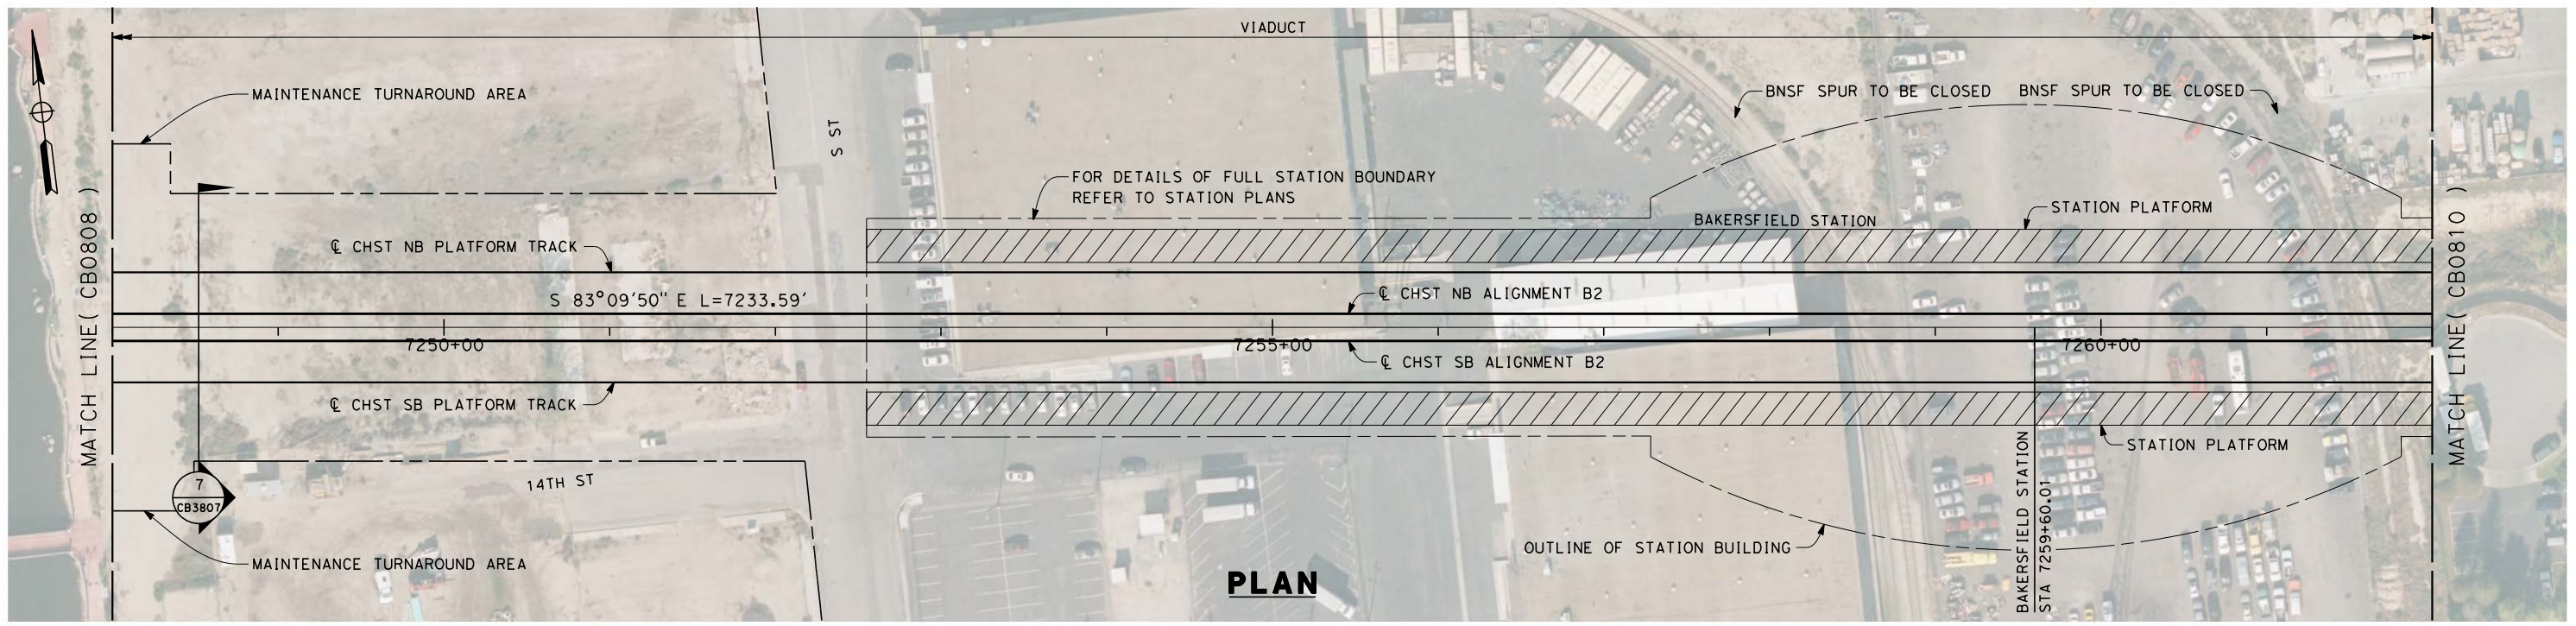 VIADUCT
MAINTENANCE TURNAROUND AREA
S ST
BNSF SPUR TO BE CLOSED
BNSF SPUR TO BE CLOSED
FOR DETAILS OF FULL STATION BOUNDARY
REFER TO STATION PLANS
BAKERSFIELD STATION
STATION PLATFORM
MATCH LINE( CB0808 )
MATCH LINE( CB0810 )
℄ CHST NB PLATFORM TRACK
S 83°09'50" E L=7233.59'
℄ CHST NB ALIGNMENT B2
7250+00
7255+00
7260+00
℄ CHST SB ALIGNMENT B2
℄ CHST SB PLATFORM TRACK
STATION PLATFORM
14TH ST
7
CB3807
OUTLINE OF STATION BUILDING
BAKERSFIELD STATION
STA 7259+60.01
MAINTENANCE TURNAROUND AREA
PLAN